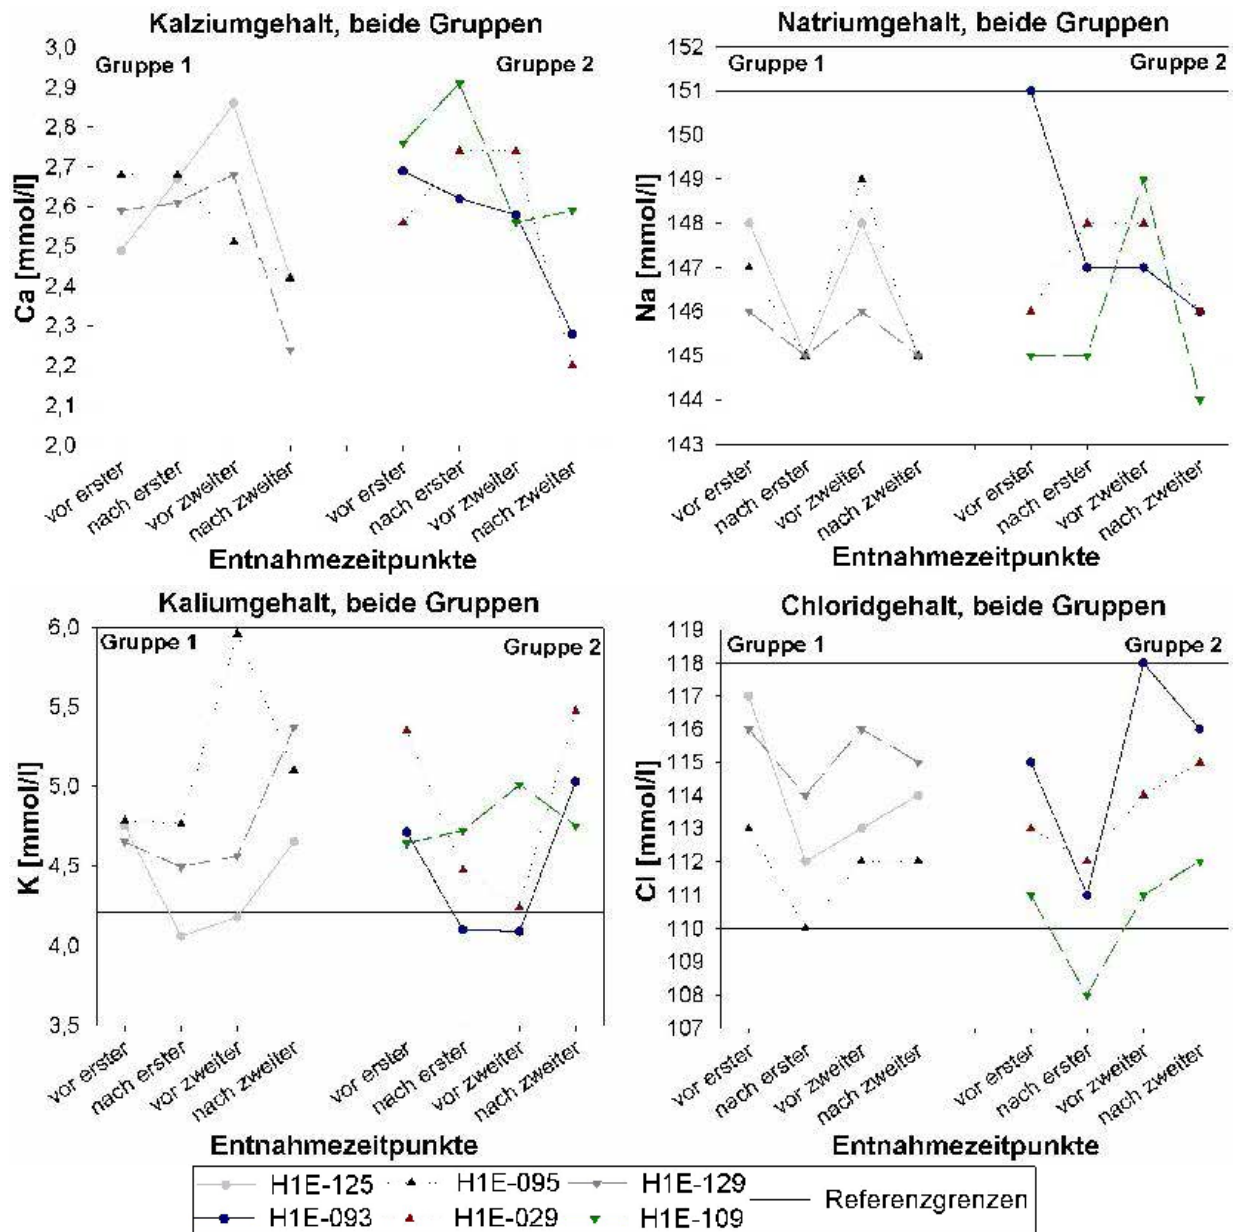 Kalziumgehalt, beide Gruppen
Gruppe 1
Gruppe 2
Ca [mmol/l]
3,0
2,9
2,8
2,7
2,6
2,5
2,4
2,3
2,2
2,1
2,0
vor erster
nach erster
vor zweiter
nach zweiter
vor erster
nach erster
vor zweiter
nach zweiter
Entnahmezeitpunkte
Natriumgehalt, beide Gruppen
Gruppe 1
Gruppe 2
Na [mmol/l]
152
151
150
149
148
147
146
145
144
143
vor erster
nach erster
vor zweiter
nach zweiter
vor erster
nach erster
vor zweiter
nach zweiter
Entnahmezeitpunkte
Kaliumgehalt, beide Gruppen
Gruppe 1
Gruppe 2
K [mmol/l]
6,0
5,5
5,0
4,5
4,0
3,5
vor erster
nach erster
vor zweiter
nach zweiter
vor erster
nach erster
vor zweiter
nach zweiter
Entnahmezeitpunkte
Chloridgehalt, beide Gruppen
Gruppe 1
Gruppe 2
Cl [mmol/l]
119
118
117
116
115
114
113
112
111
110
109
108
107
vor erster
nach erster
vor zweiter
nach zweiter
vor erster
nach erster
vor zweiter
nach zweiter
Entnahmezeitpunkte
H1E-125 H1E-095 H1E-129 Referenzgrenzen
H1E-093 H1E-029 H1E-109